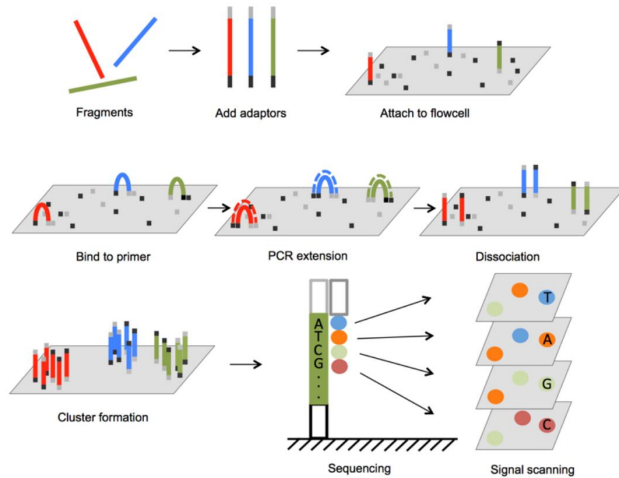 Fragments
Add adaptors
Attach to flowcell
Bind to primer
PCR extension
Dissociation
Cluster formation
A
T
C
G
.
.
.
Sequencing
T
A
G
C
Signal scanning